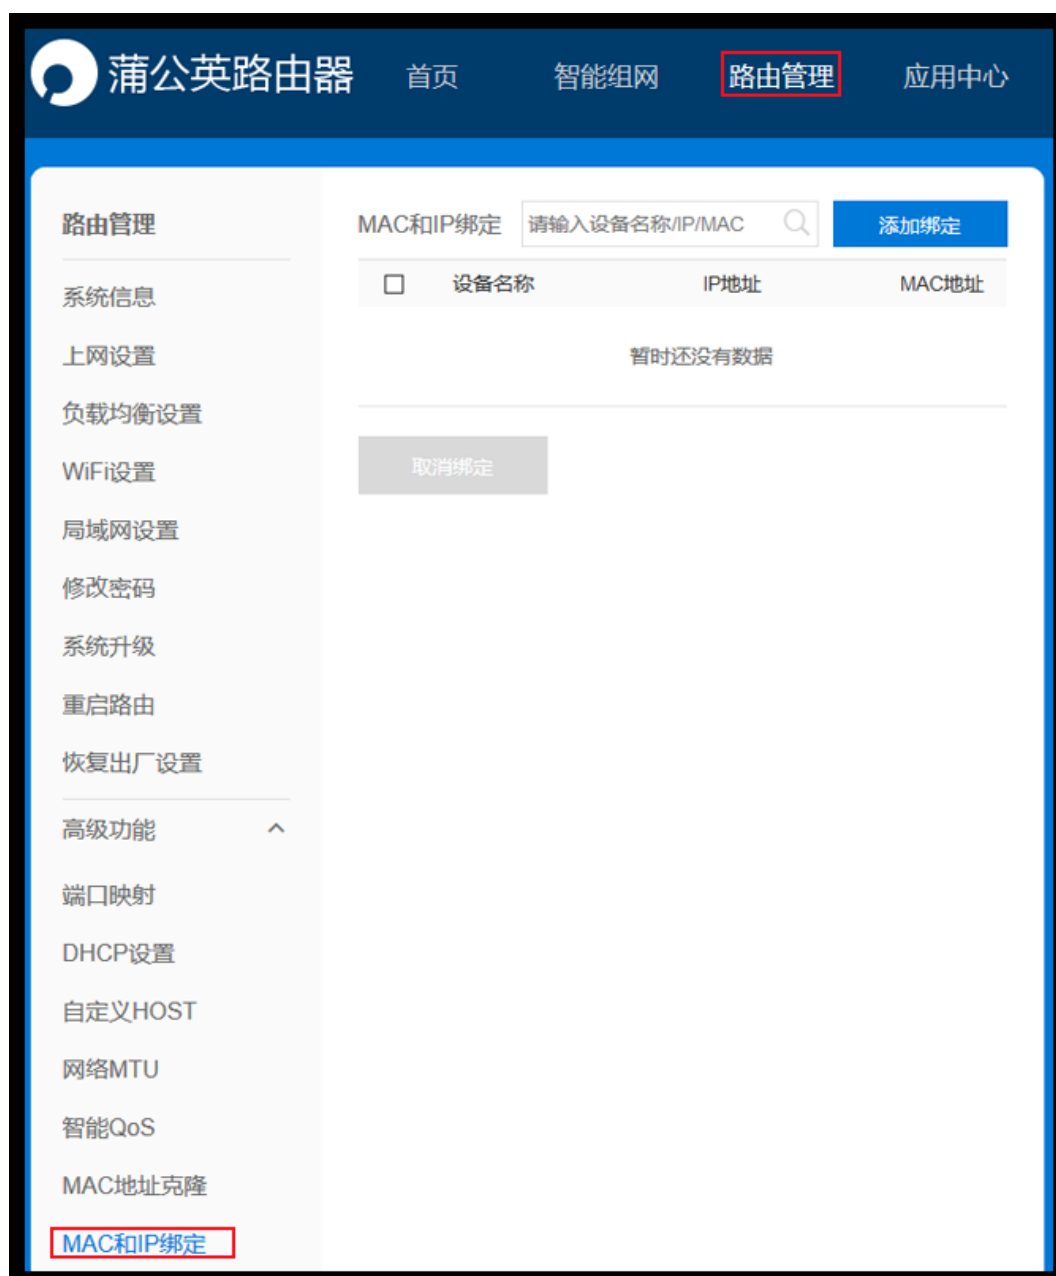 蒲公英路由器 首页 智能组网 路由管理 应用中心
路由管理
系统信息
上网设置
负载均衡设置
WiFi设置
局域网设置
修改密码
系统升级
重启路由
恢复出厂设置
高级功能
端口映射
DHCP设置
自定义HOST
网络MTU
智能QoS
MAC地址克隆
MAC和IP绑定
MAC和IP绑定 请输入设备名称/IP/MAC 添加绑定
设备名称 IP地址 MAC地址
暂时还没有数据
取消绑定